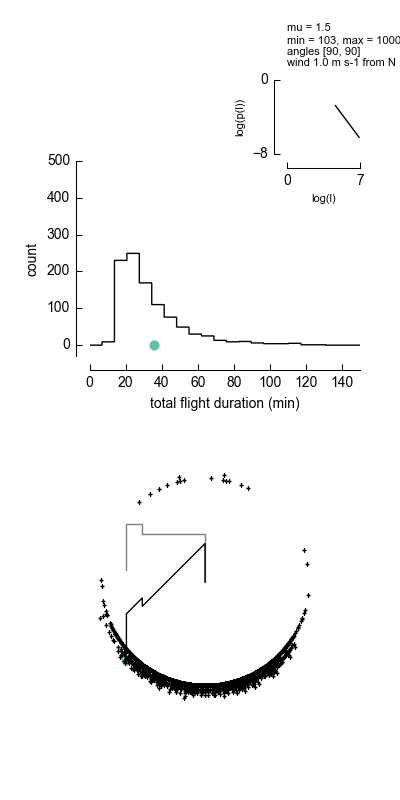 mu = 1.5
min = 103, max = 1000
angles [90, 90]
wind 1.0 m s-1 from N
0
log(p(l))
−8
0 7
log(l)
500
400
300
200
100
0
count
0 20 40 60 80 100 120 140
total flight duration (min)